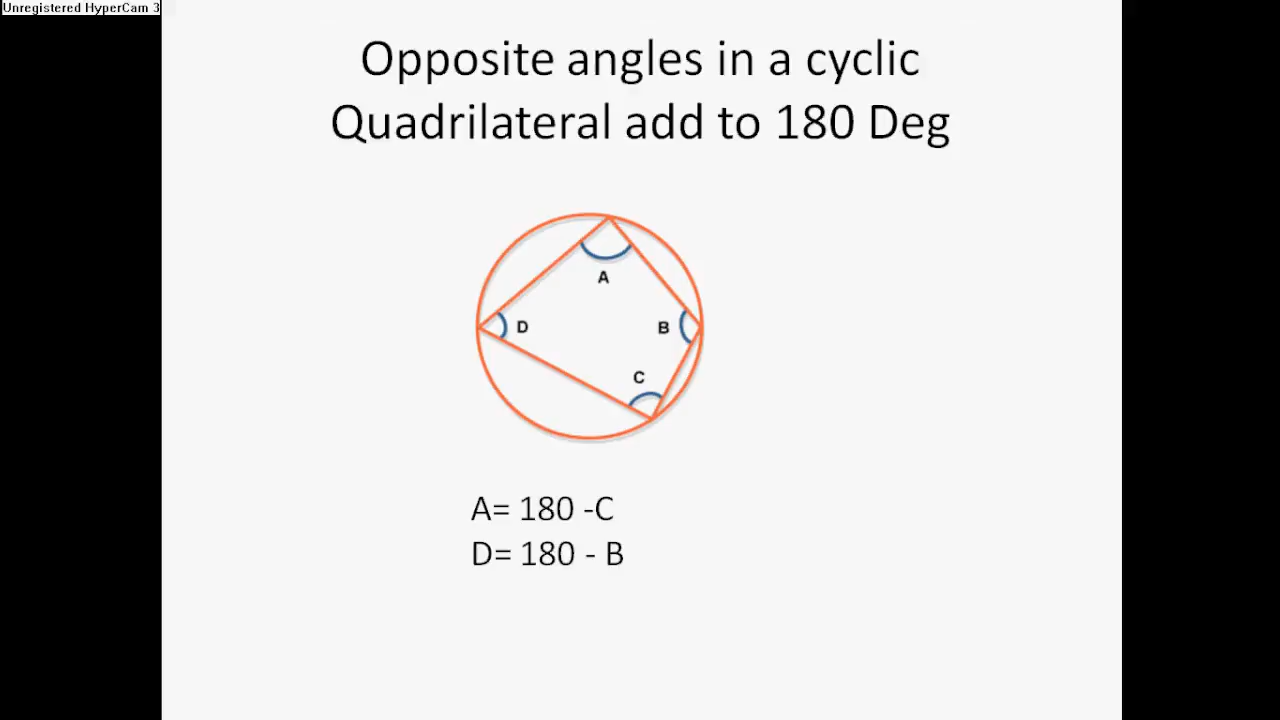 Unregistered HyperCam 3
Opposite angles in a cyclic
Quadrilateral add to 180 Deg
A
D
B
C
A= 180 -C
D= 180 - B